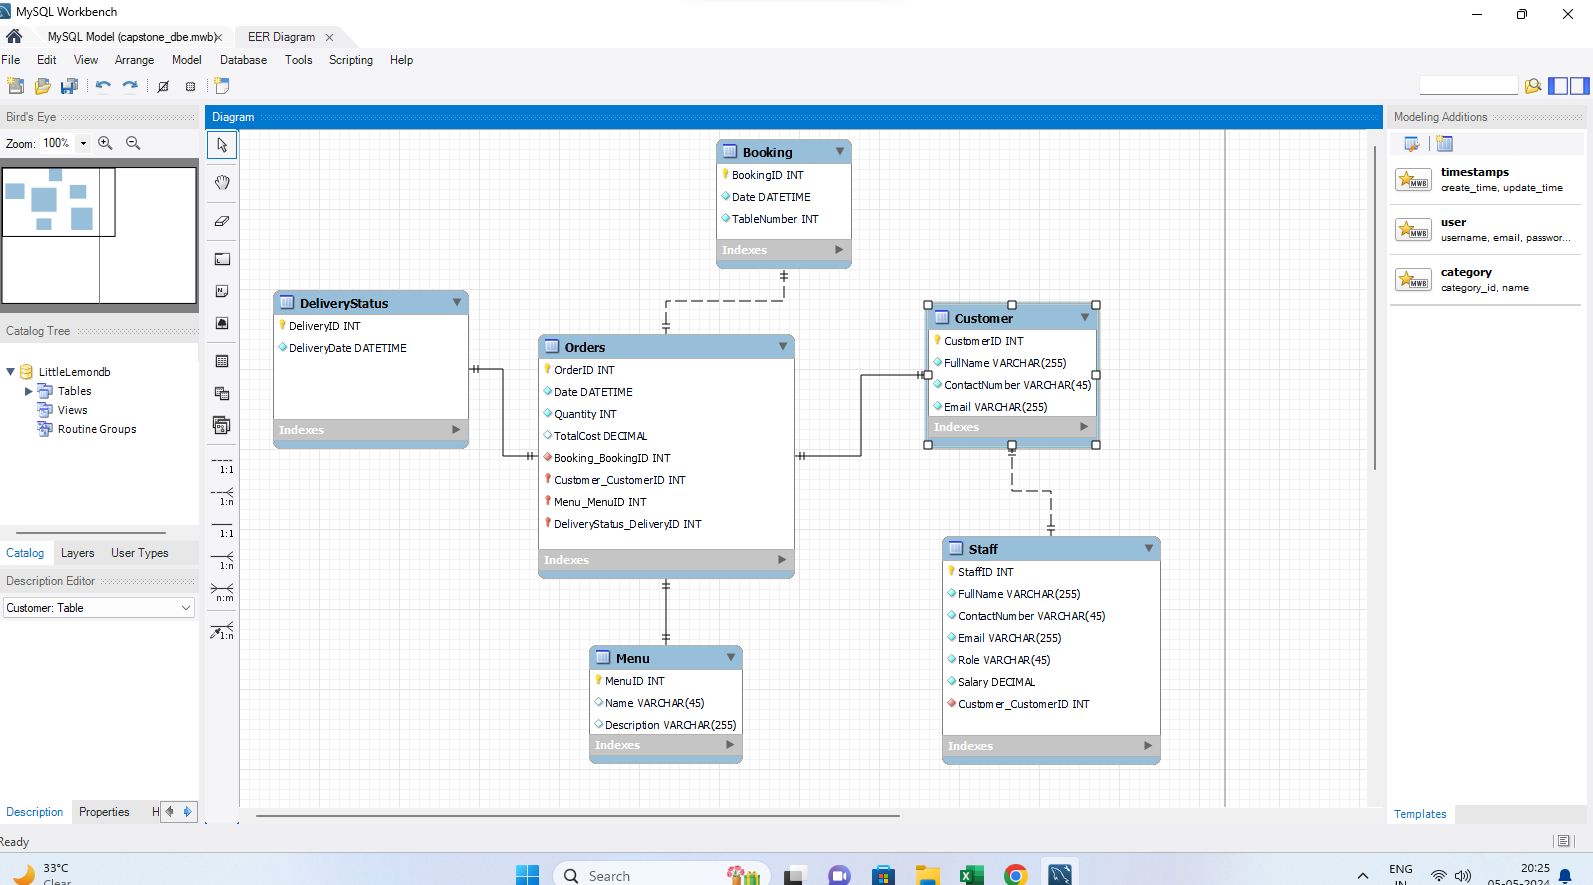 MySQL Workbench
MySQL Model (capstone_dbe.mwb)
EER Diagram
File Edit View Arrange Model Database Tools Scripting Help
Bird's Eye
Zoom: 100%
Catalog Tree
LittleLemondb
Tables
Views
Routine Groups
Catalog Layers User Types
Description Editor
Customer: Table
Description Properties H
Ready
Diagram
1:1
1:n
1:1
1:n
n:m
1:n
Booking
BookingID INT
Date DATETIME
TableNumber INT
Indexes
DeliveryStatus
DeliveryID INT
DeliveryDate DATETIME
Indexes
Orders
OrderID INT
Date DATETIME
Quantity INT
TotalCost DECIMAL
Booking_BookingID INT
Customer_CustomerID INT
Menu_MenuID INT
DeliveryStatus_DeliveryID INT
Indexes
Customer
CustomerID INT
FullName VARCHAR(255)
ContactNumber VARCHAR(45)
Email VARCHAR(255)
Indexes
Staff
StaffID INT
FullName VARCHAR(255)
ContactNumber VARCHAR(45)
Email VARCHAR(255)
Role VARCHAR(45)
Salary DECIMAL
Customer_CustomerID INT
Indexes
Menu
MenuID INT
Name VARCHAR(45)
Description VARCHAR(255)
Indexes
Modeling Additions
MWB
timestamps
create_time, update_time
MWB
user
username, email, passwor...
MWB
category
category_id, name
Templates
33°C
Clear
Search
ENG
IN
20:25
05-05-2024